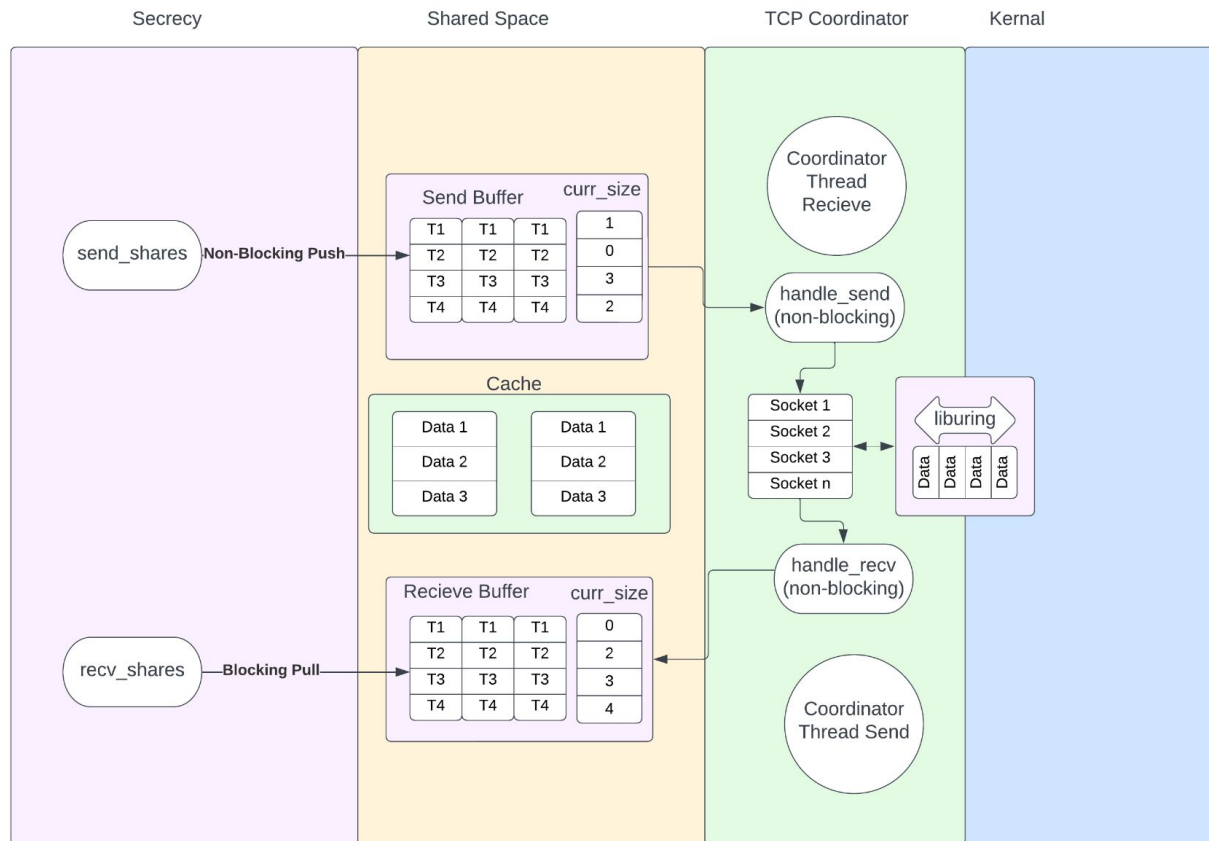 Secrecy
Shared Space
TCP Coordinator
Kernal
send_shares
Non-Blocking Push
Send Buffer
curr_size
T1 T1 T1
T2 T2 T2
T3 T3 T3
T4 T4 T4
1
0
3
2
Coordinator
Thread
Recieve
handle_send
(non-blocking)
Cache
Data 1
Data 2
Data 3
Data 1
Data 2
Data 3
Socket 1
Socket 2
Socket 3
Socket n
liburing
Data
Data
Data
Data
handle_recv
(non-blocking)
recv_shares
Blocking Pull
Recieve Buffer
curr_size
T1 T1 T1
T2 T2 T2
T3 T3 T3
T4 T4 T4
0
2
3
4
Coordinator
Thread Send